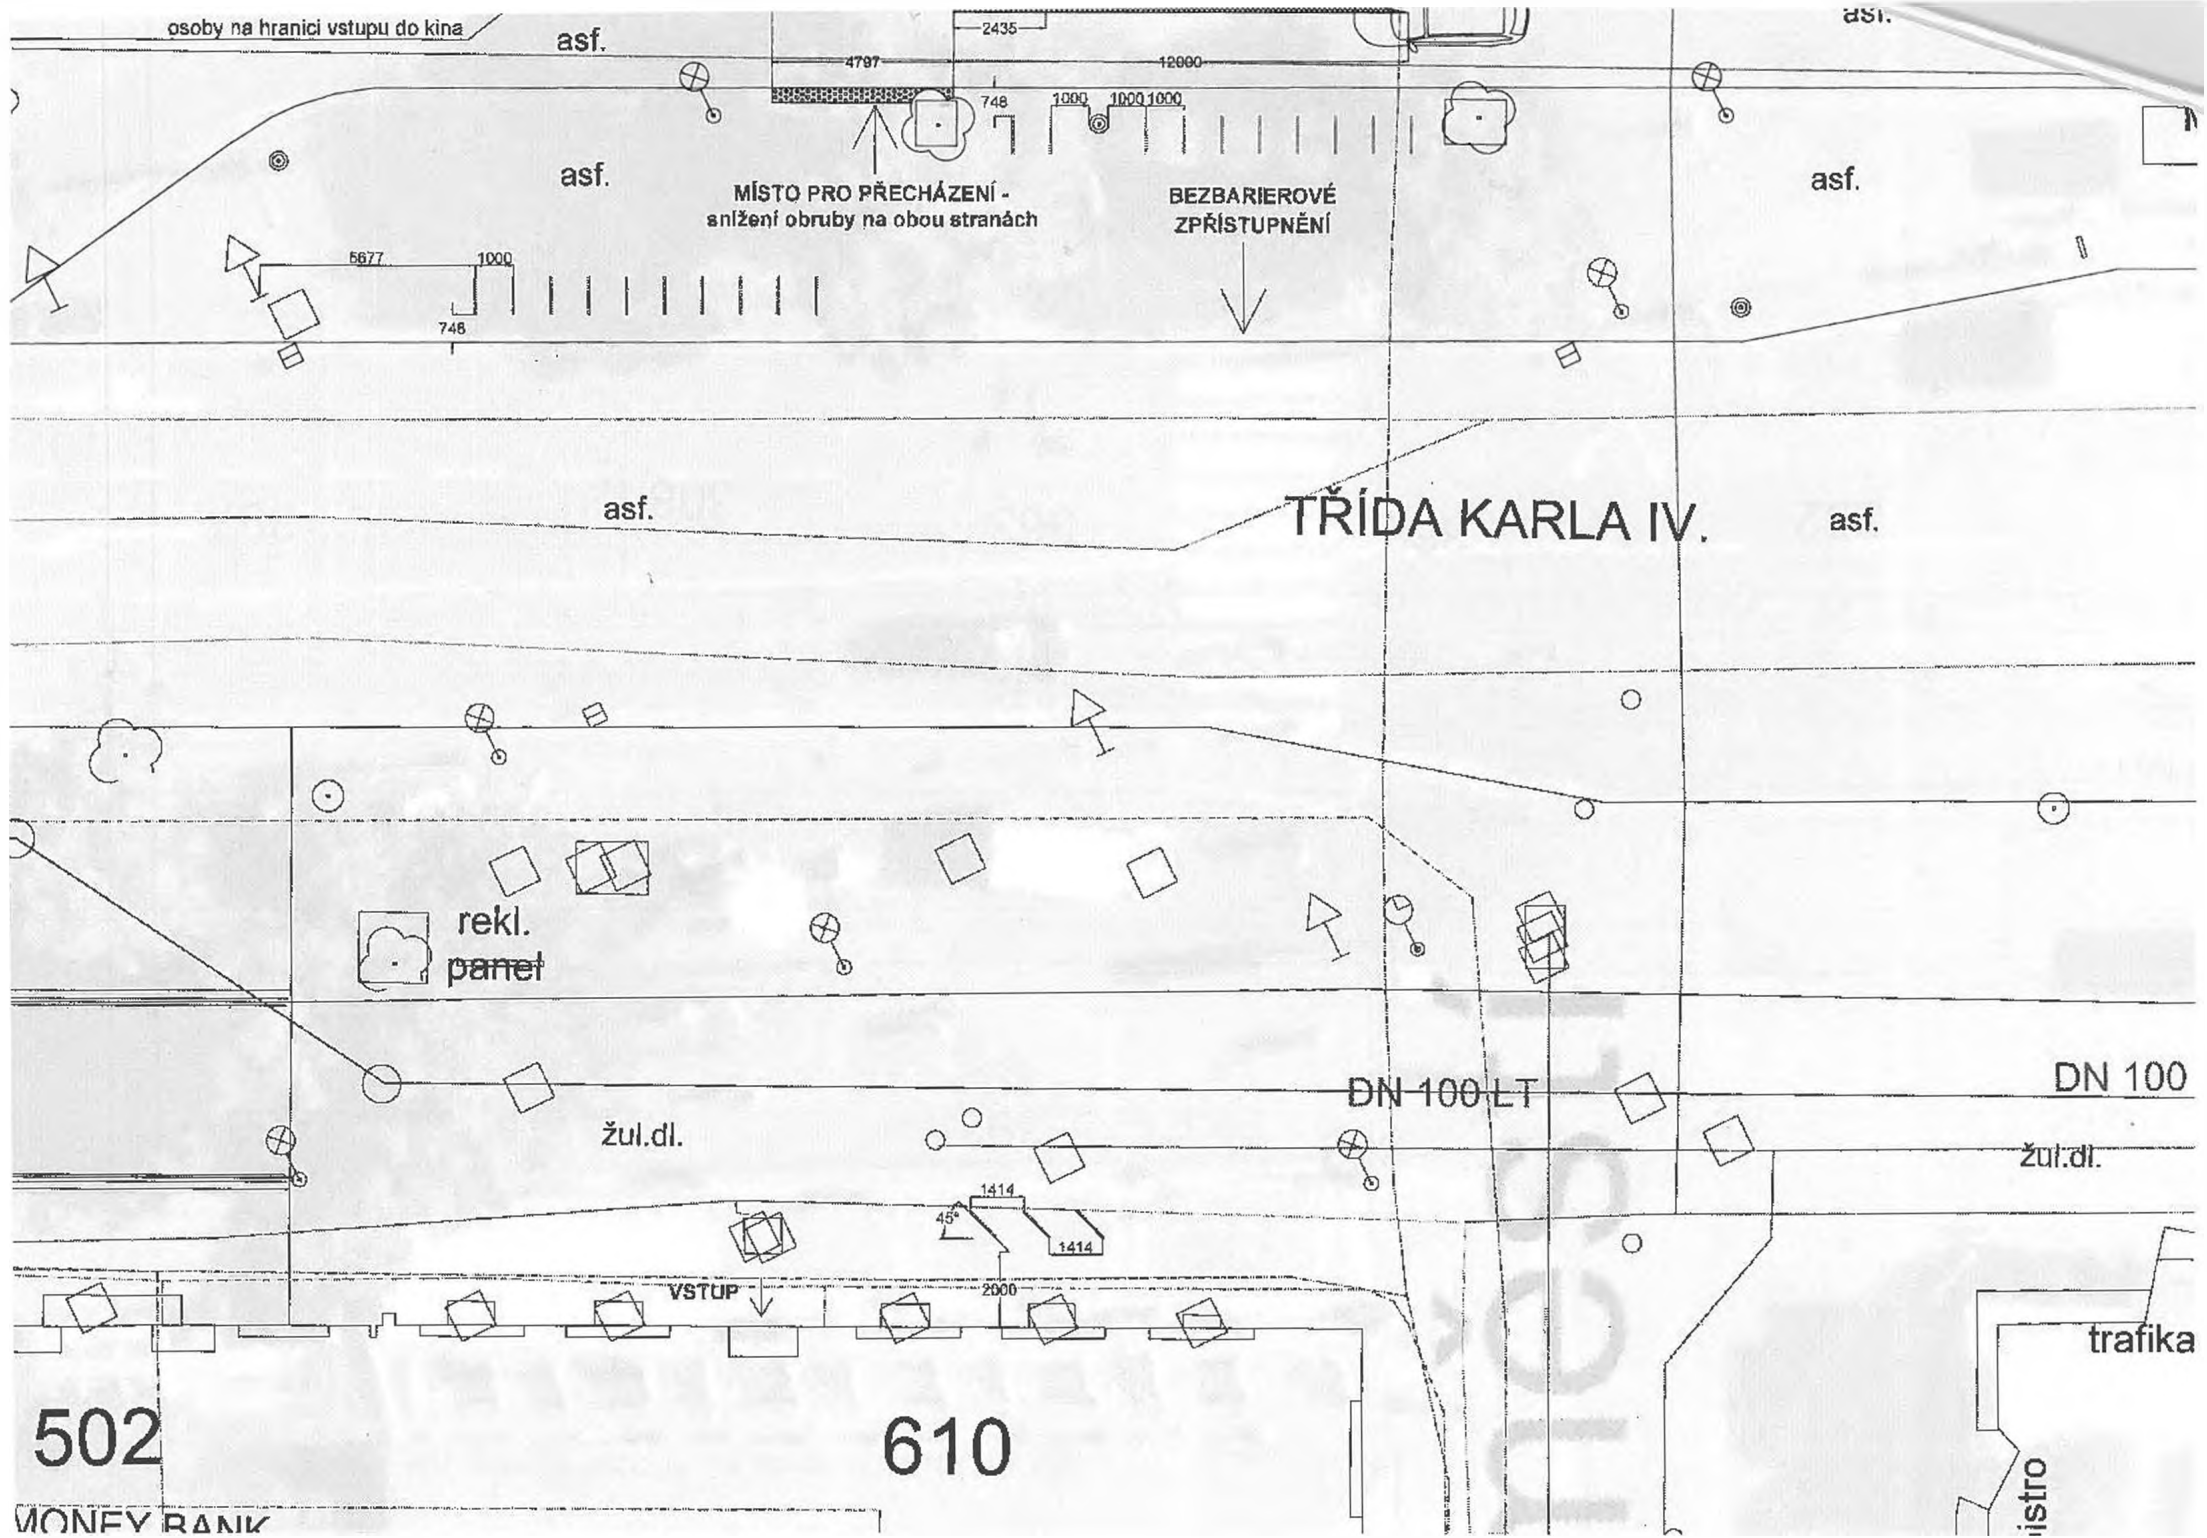 osoby na hranici vstupu do kina
asf.
2435
4797
12000
748
1000
1000
1000
asf.
MÍSTO PRO PŘECHÁZENÍ -
snížení obruby na obou stranách
BEZBARIEROVÉ
ZPŘÍSTUPNĚNÍ
asf.
5677
1000
748
asf.
TŘÍDA KARLA IV.
asf.
rekl.
panel
DN 100 LT
DN 100
žul.dl.
žul.dl.
1414
45°
1414
VSTUP
2000
trafika
502
610
MONEY BANK